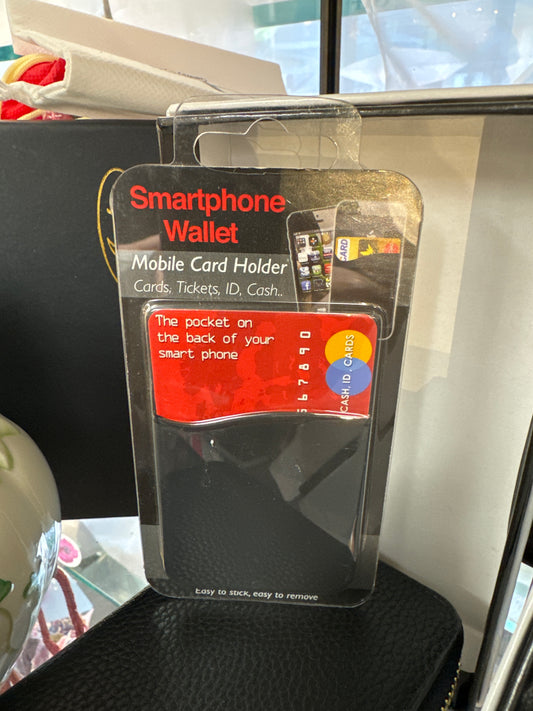 Smartphone
Wallet
Mobile Card Holder
Cards, Tickets, ID, Cash..
CARD
The pocket on
the back of your
smart phone
567890
CASH, ID, CARDS
Easy to stick, easy to remove